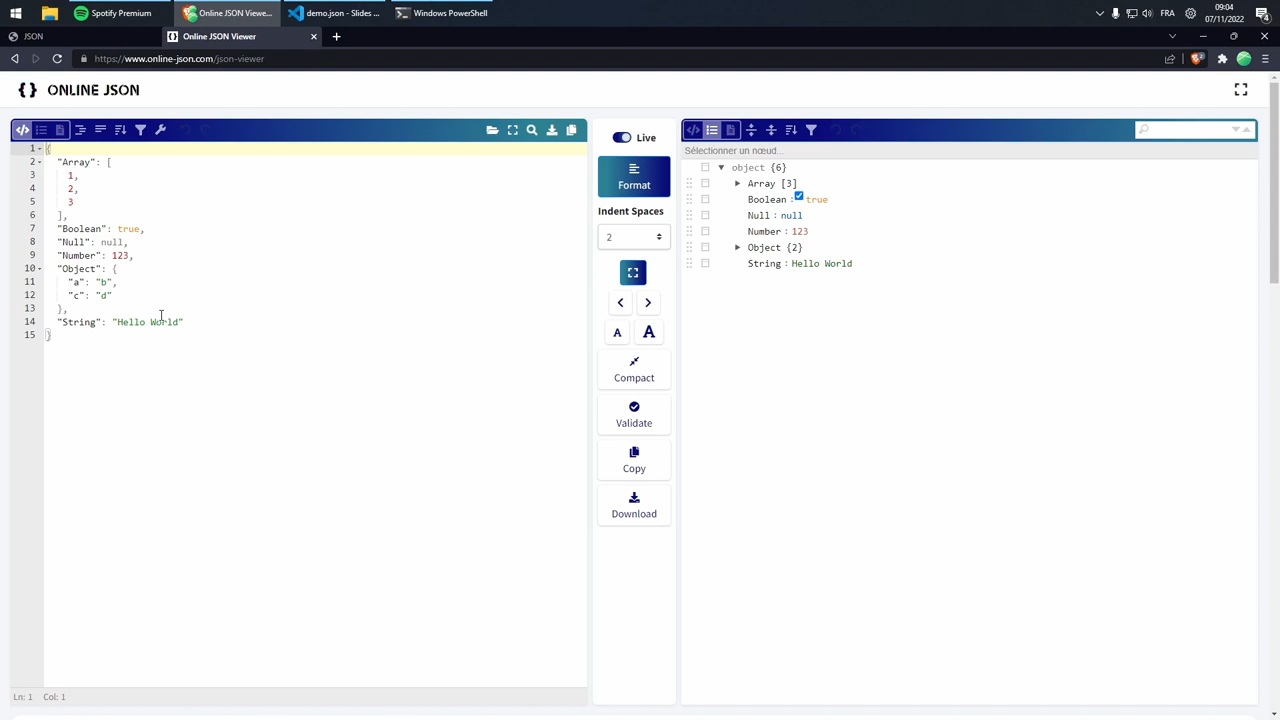 Spotify Premium
Online JSON Viewe...
demo.json - Slides ...
Windows PowerShell
FRA
09:04
07/11/2022
4
JSON
Online JSON Viewer
https://www.online-json.com/json-viewer
2
{ } ONLINE JSON
1 {
2 "Array": [
3 1,
4 2,
5 3
6 ],
7 "Boolean": true,
8 "Null": null,
9 "Number": 123,
10 "Object": {
11 "a": "b",
12 "c": "d"
13 },
14 "String": "Hello World"
15 }
Ln: 1 Col: 1
Live
Format
Indent Spaces
2
A A
Compact
Validate
Copy
Download
Sélectionner un nœud...
object {6}
Array [3]
Boolean : true
Null : null
Number : 123
Object {2}
String : Hello World